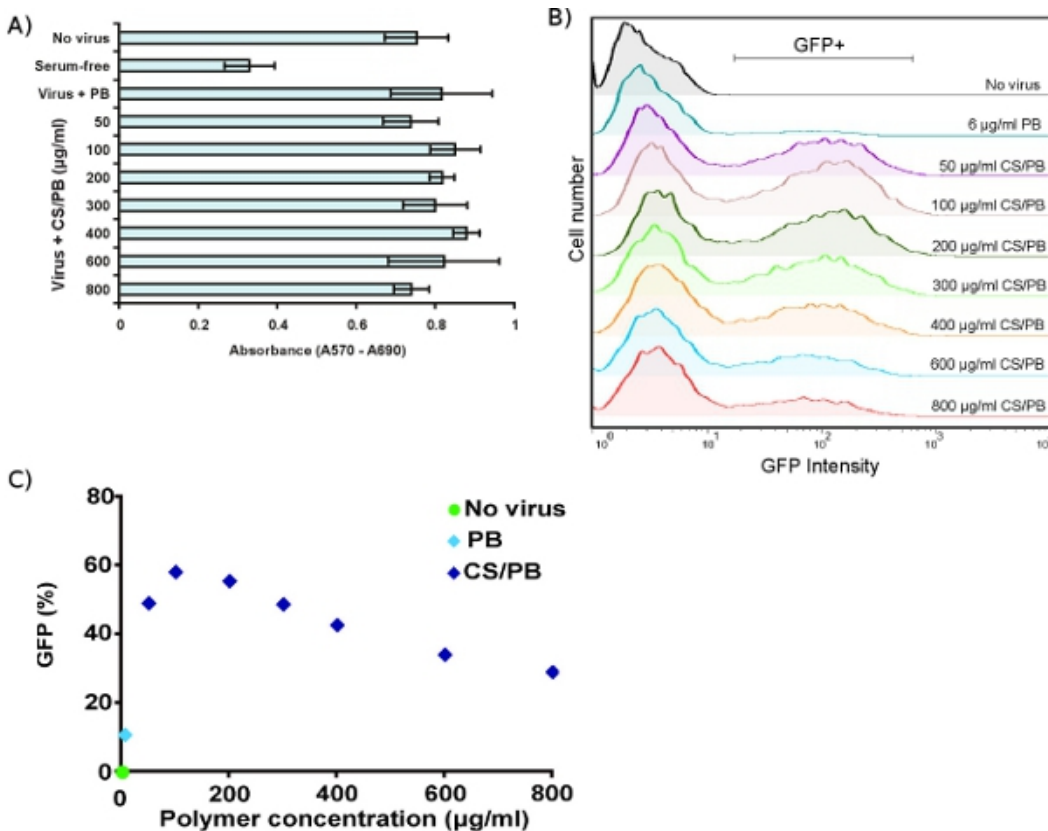 A)
No virus
Serum-free
Virus + PB
50
100
200
300
400
600
800
Virus + CS/PB (µg/ml)
0
0.2
0.4
0.6
0.8
1
Absorbance (A570 - A690)
B)
GFP+
No virus
6 µg/ml PB
50 µg/ml CS/PB
100 µg/ml CS/PB
200 µg/ml CS/PB
300 µg/ml CS/PB
400 µg/ml CS/PB
600 µg/ml CS/PB
800 µg/ml CS/PB
Cell number
10⁰
10¹
10²
10³
GFP Intensity
C)
80
60
40
20
0
GFP (%)
No virus
PB
CS/PB
0
200
400
600
800
Polymer concentration (µg/ml)